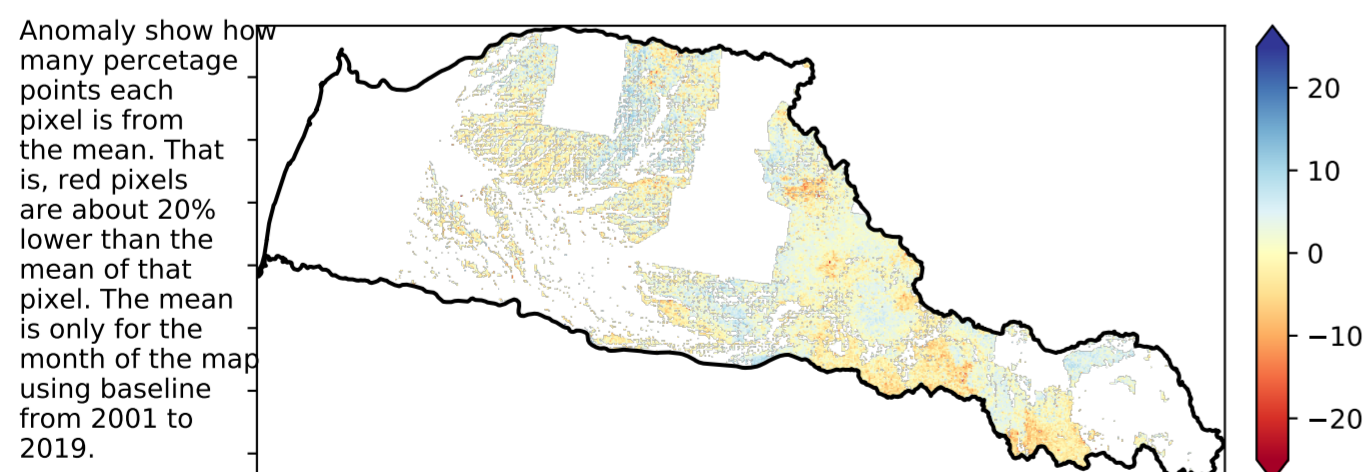 Anomaly show how
many percetage
points each
pixel is from
the mean. That
is, red pixels
are about 20%
lower than the
mean of that
pixel. The mean
is only for the
month of the map
using baseline
from 2001 to
2019.
20
10
0
−10
−20